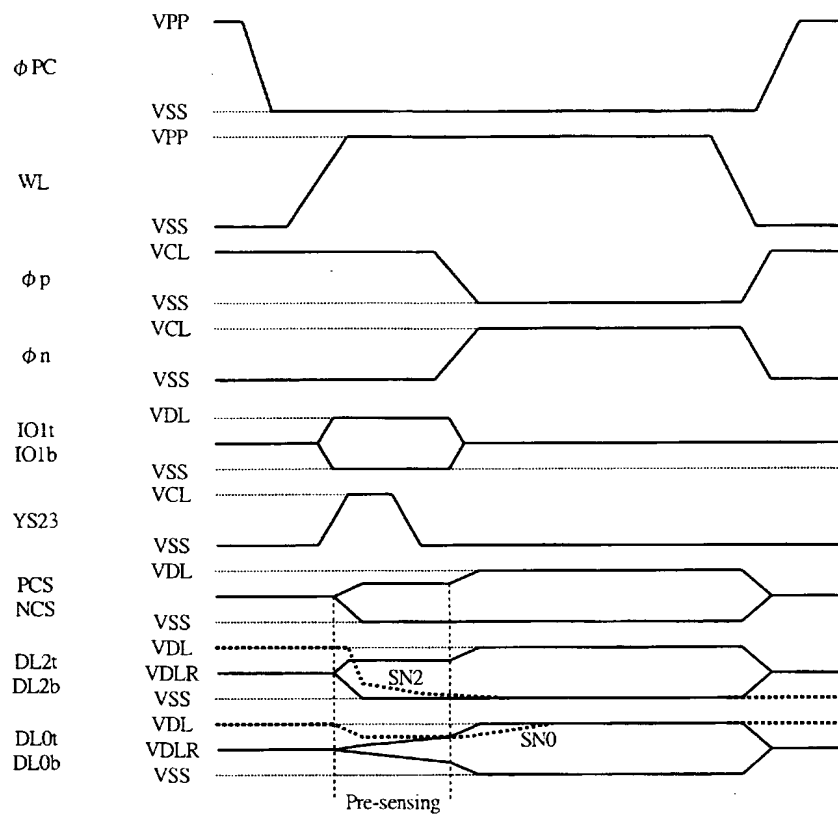 VPP
φPC
VSS
VPP
WL
VSS
VCL
φp
VSS
VCL
φn
VSS
VDL
IO1t
IO1b
VSS
VCL
YS23
VSS
VDL
PCS
NCS
VSS
VDL
DL2t
VDLR
SN2
DL2b
VSS
VDL
DL0t
VDLR
SN0
DL0b
VSS
Pre-sensing